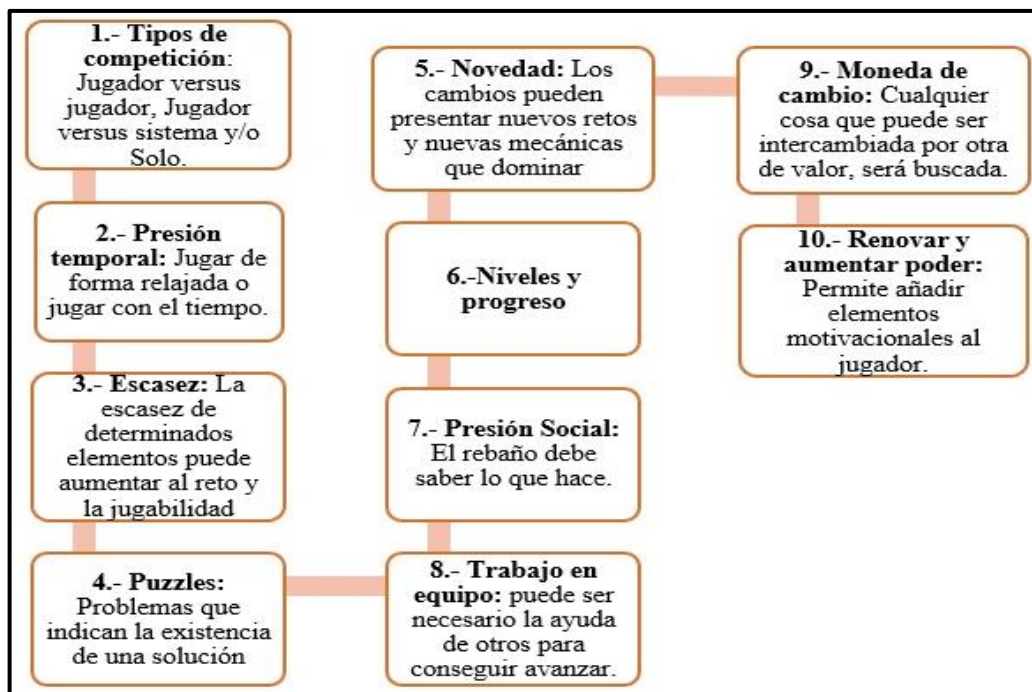 1.- Tipos de
competición:
Jugador versus
jugador, Jugador
versus sistema y/o
Solo.
2.- Presión
temporal: Jugar de
forma relajada o
jugar con el tiempo.
3.- Escasez: La
escasez de
determinados
elementos puede
aumentar al reto y
la jugabilidad
4.- Puzzles:
Problemas que
indican la existencia
de una solución
5.- Novedad: Los
cambios pueden
presentar nuevos retos
y nuevas mecánicas
que dominar
6.-Niveles y
progreso
7.- Presión Social:
El rebaño debe
saber lo que hace.
8.- Trabajo en
equipo: puede ser
necesario la ayuda
de otros para
conseguir avanzar.
9.- Moneda de
cambio: Cualquier
cosa que puede ser
intercambiada por otra
de valor, será buscada.
10.- Renovar y
aumentar poder:
Permite añadir
elementos
motivacionales al
jugador.